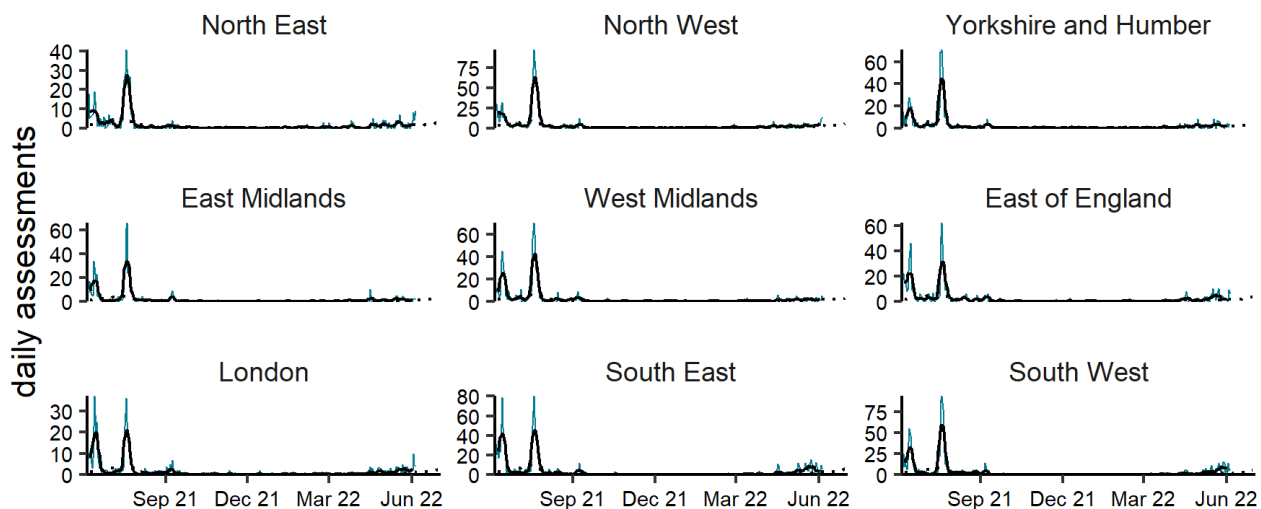 daily assessments
North East
40
30
20
10
0
North West
75
50
25
0
Yorkshire and Humber
60
40
20
0
East Midlands
60
40
20
0
West Midlands
60
40
20
0
East of England
60
40
20
0
London
30
20
10
0
Sep 21 Dec 21 Mar 22 Jun 22
South East
80
60
40
20
0
Sep 21 Dec 21 Mar 22 Jun 22
South West
75
50
25
0
Sep 21 Dec 21 Mar 22 Jun 22